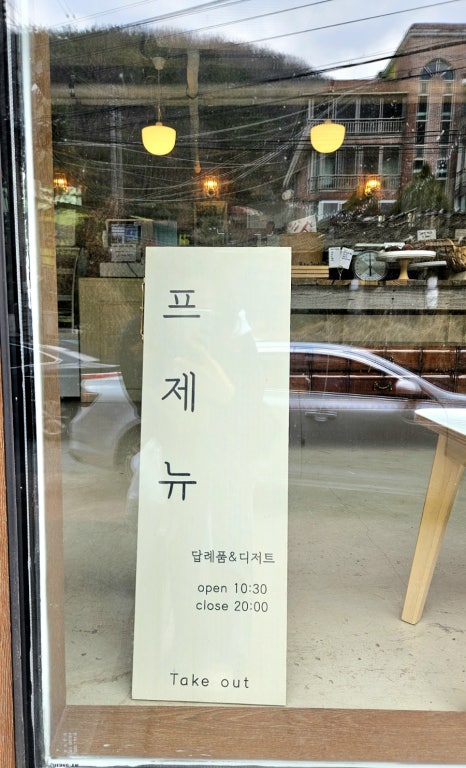 프
제
뉴
답례품&디저트
open 10:30
close 20:00
Take out